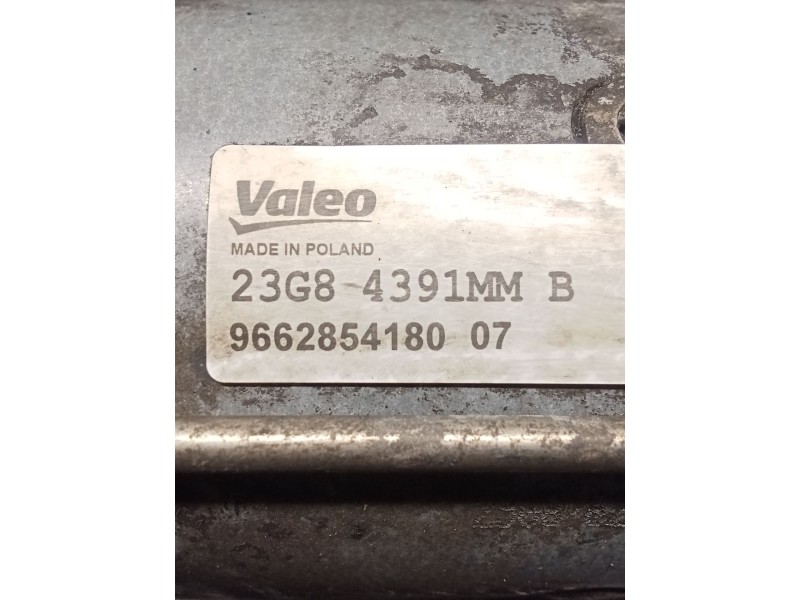 Valeo
MADE IN POLAND
23G8 4391MM B
9662854180 07